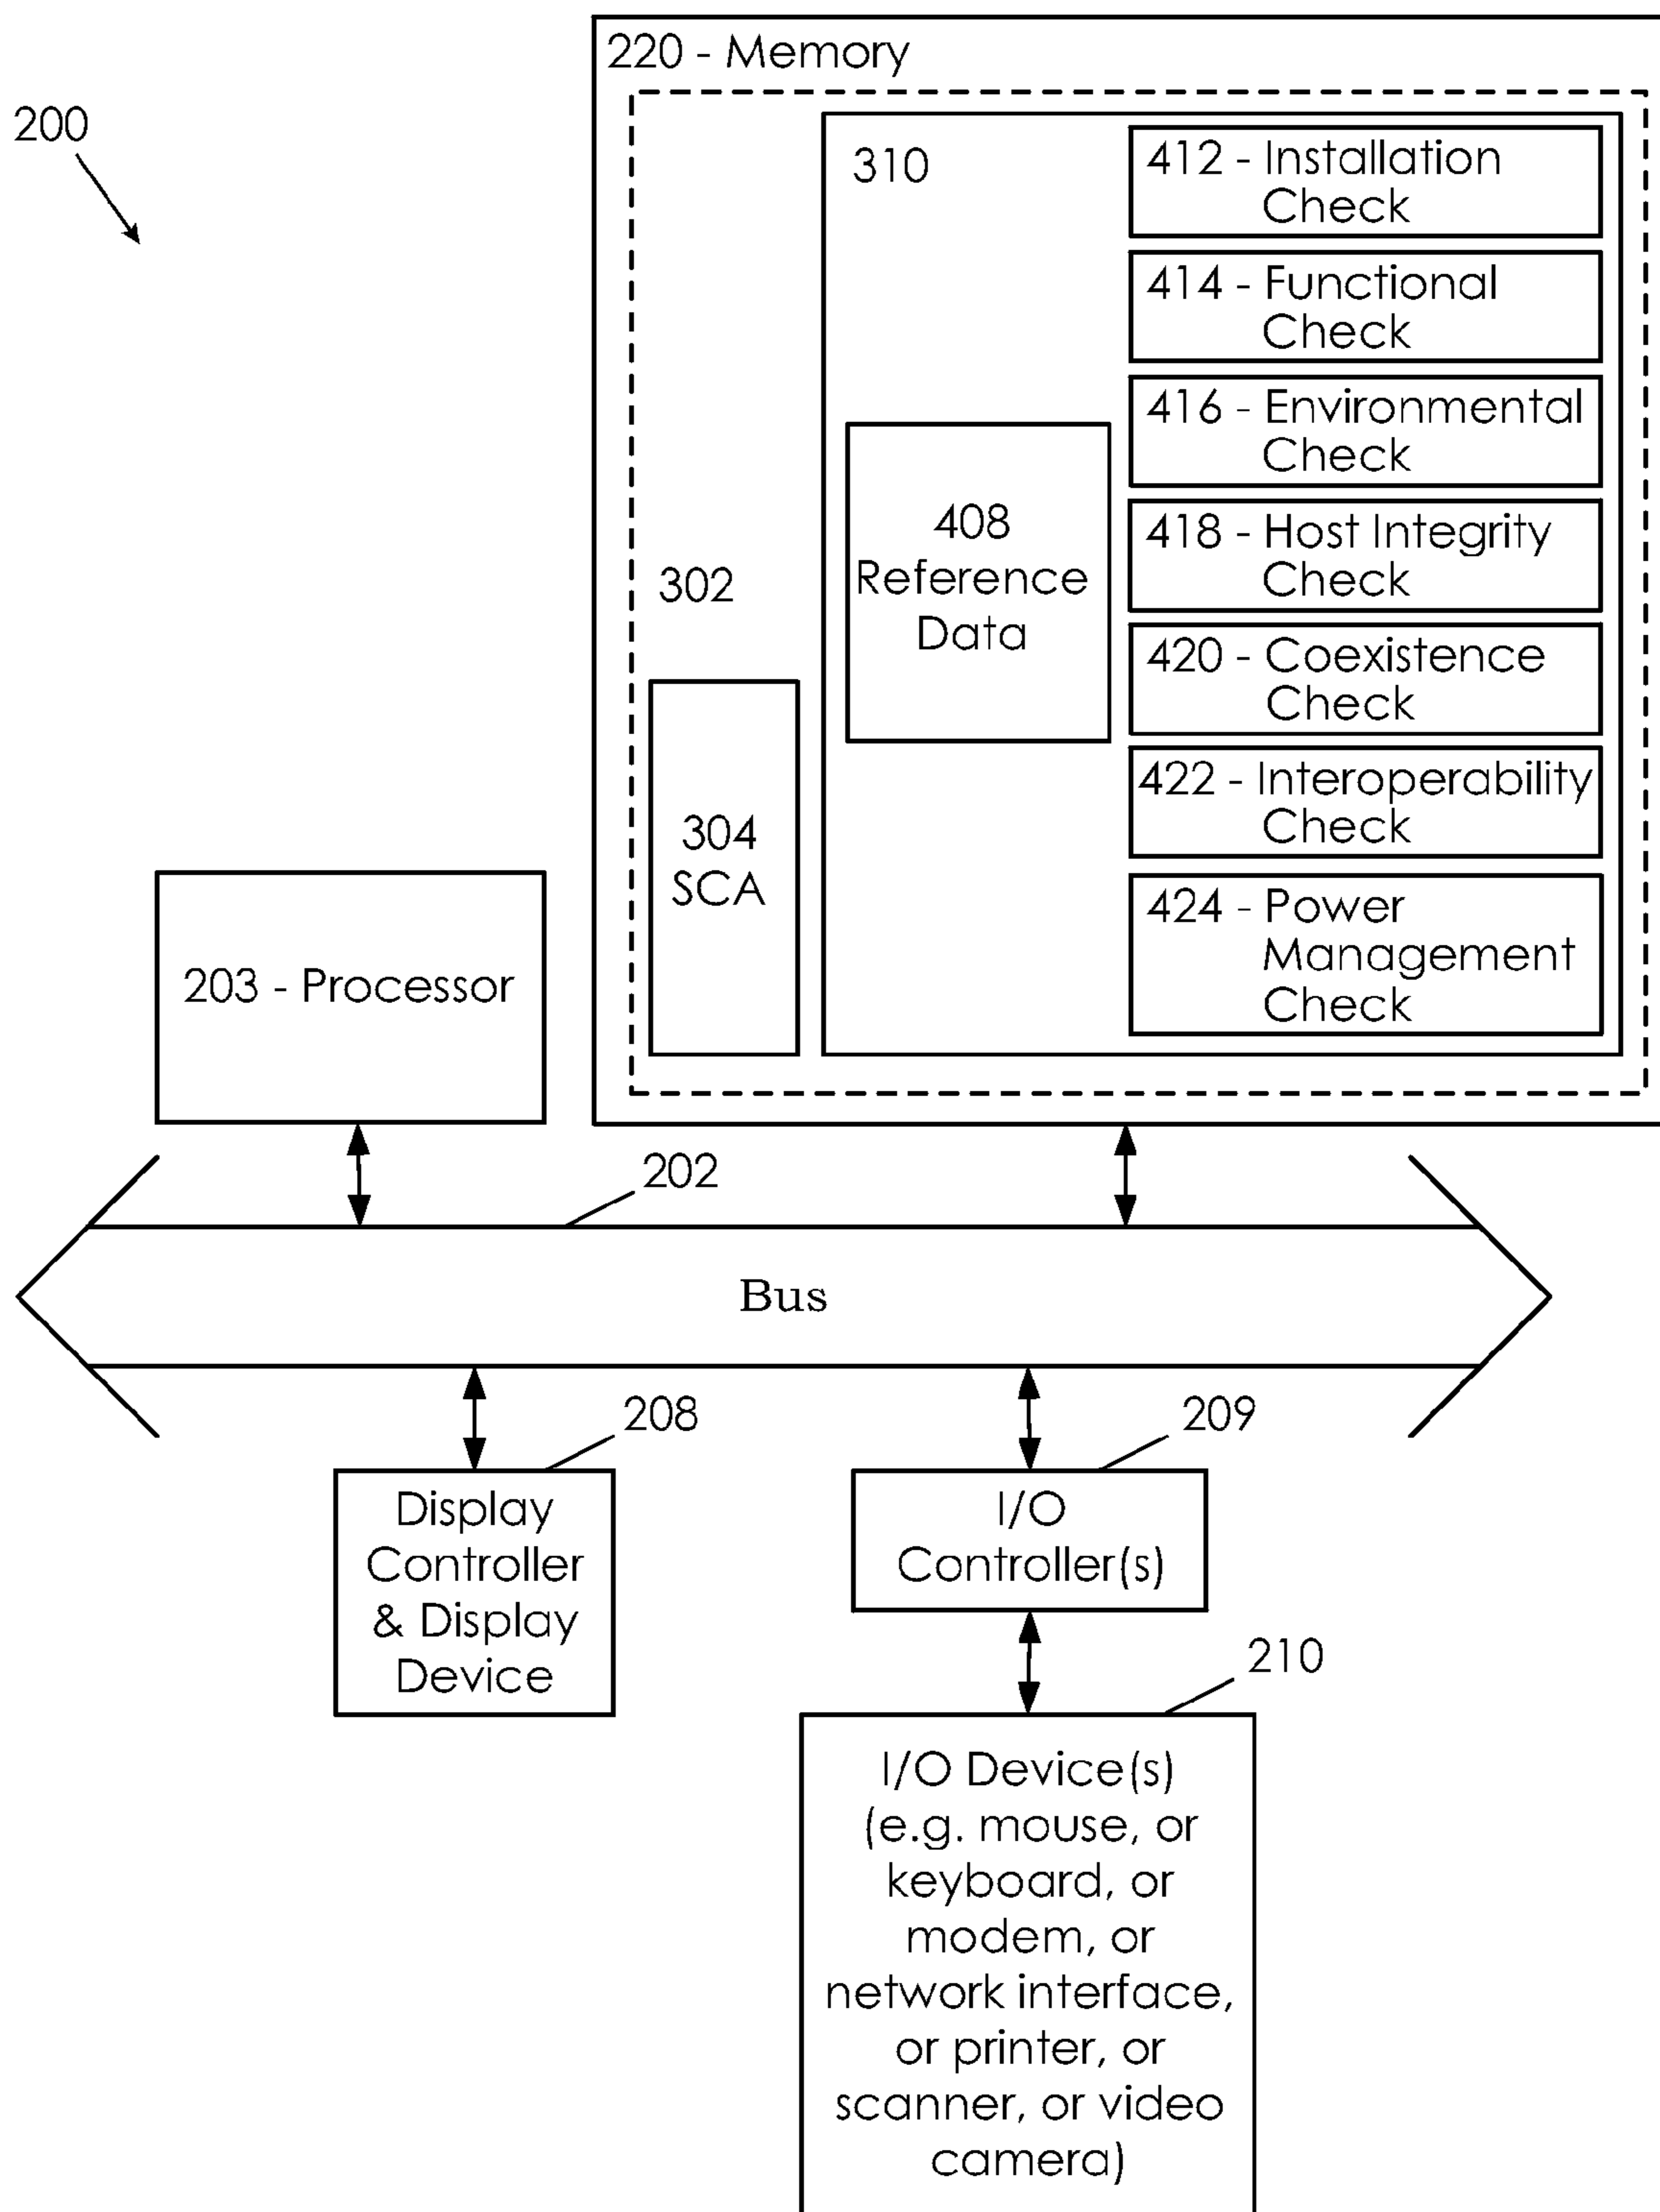 220 - Memory
200
310
412 - Installation
Check
414 - Functional
Check
416 - Environmental
Check
408
Reference
Data
418 - Host Integrity
Check
302
420 - Coexistence
Check
422 - Interoperability
Check
304
SCA
424 - Power
Management
Check
203 - Processor
202
Bus
208
209
Display
Controller
& Display
Device
I/O
Controller(s)
210
I/O Device(s)
(e.g. mouse, or
keyboard, or
modem, or
network interface,
or printer, or
scanner, or video
camera)